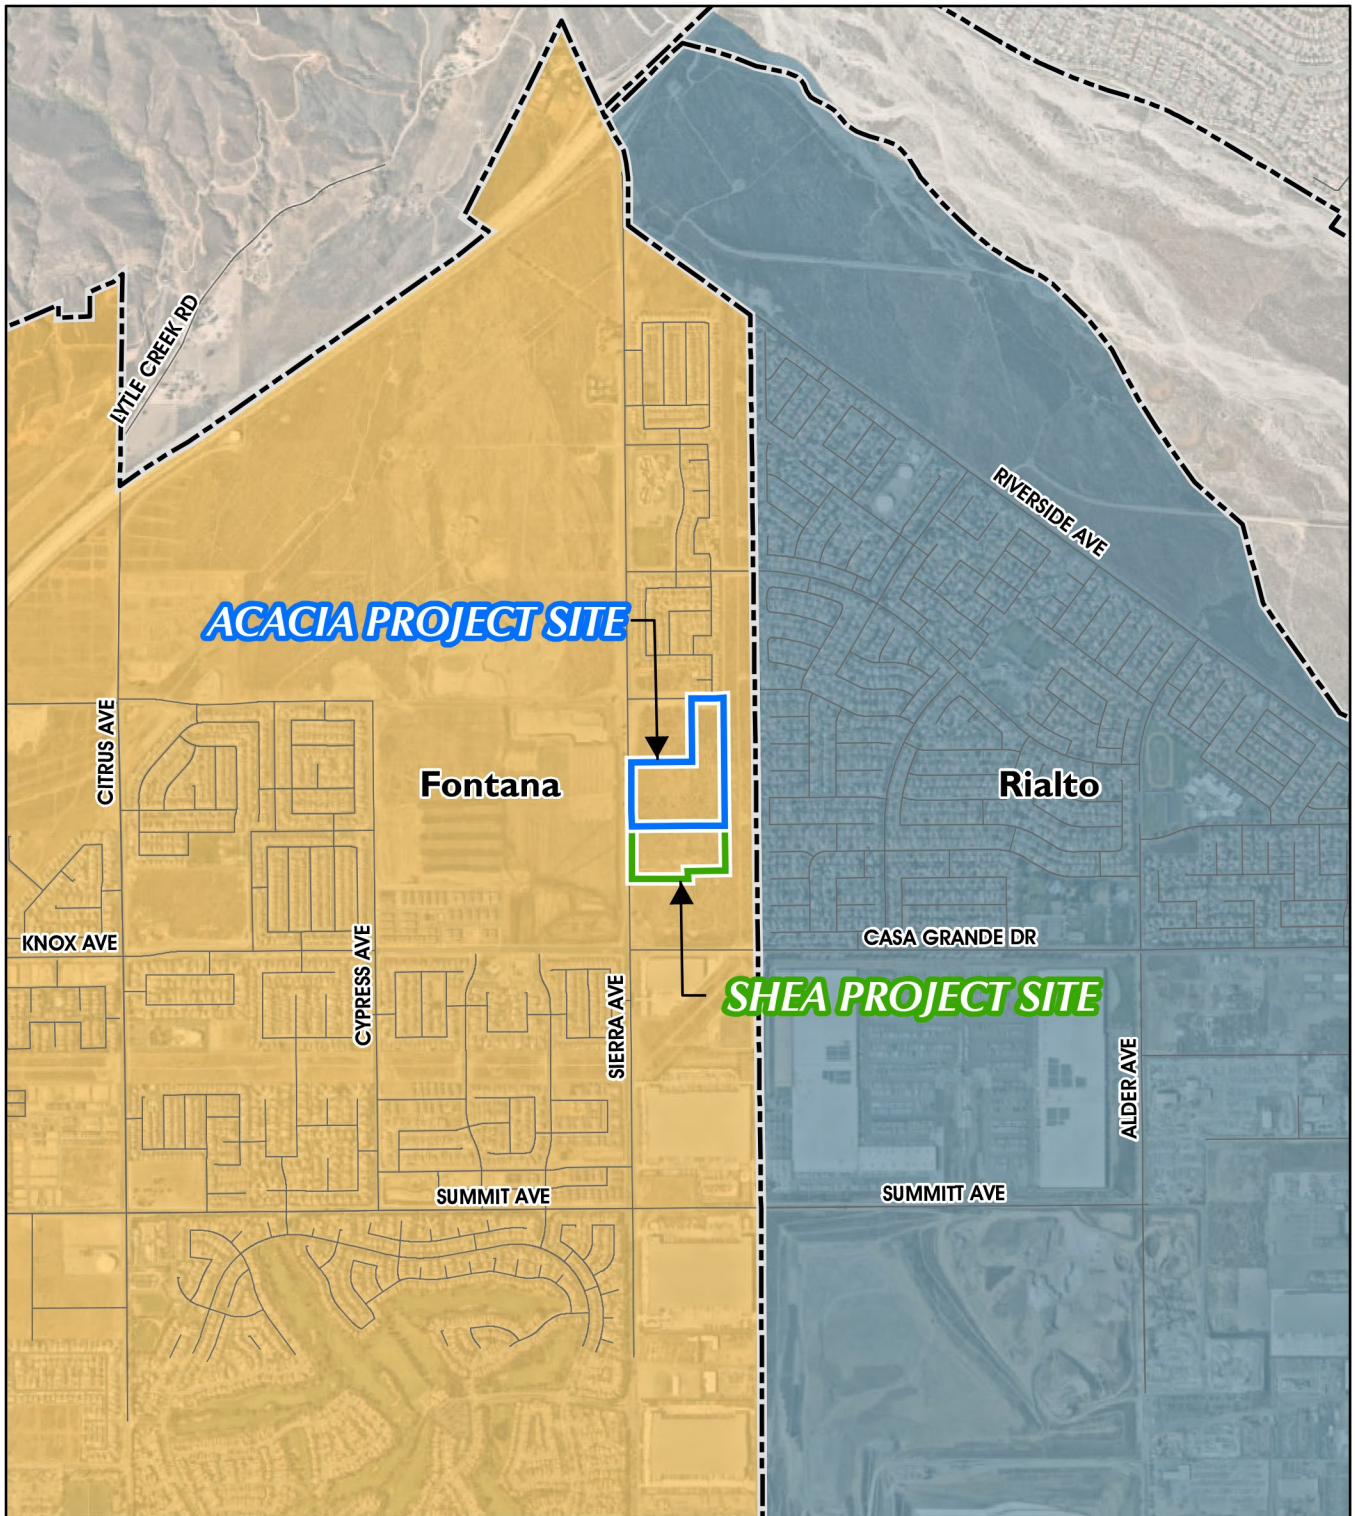 LYTLE CREEK RD
RIVERSIDE AVE
ACACIA PROJECT SITE
CITRUS AVE
Fontana
Rialto
KNOX AVE
CYPRESS AVE
CASA GRANDE DR
SIERRA AVE
SHEA PROJECT SITE
ALDER AVE
SUMMIT AVE
SUMMITT AVE